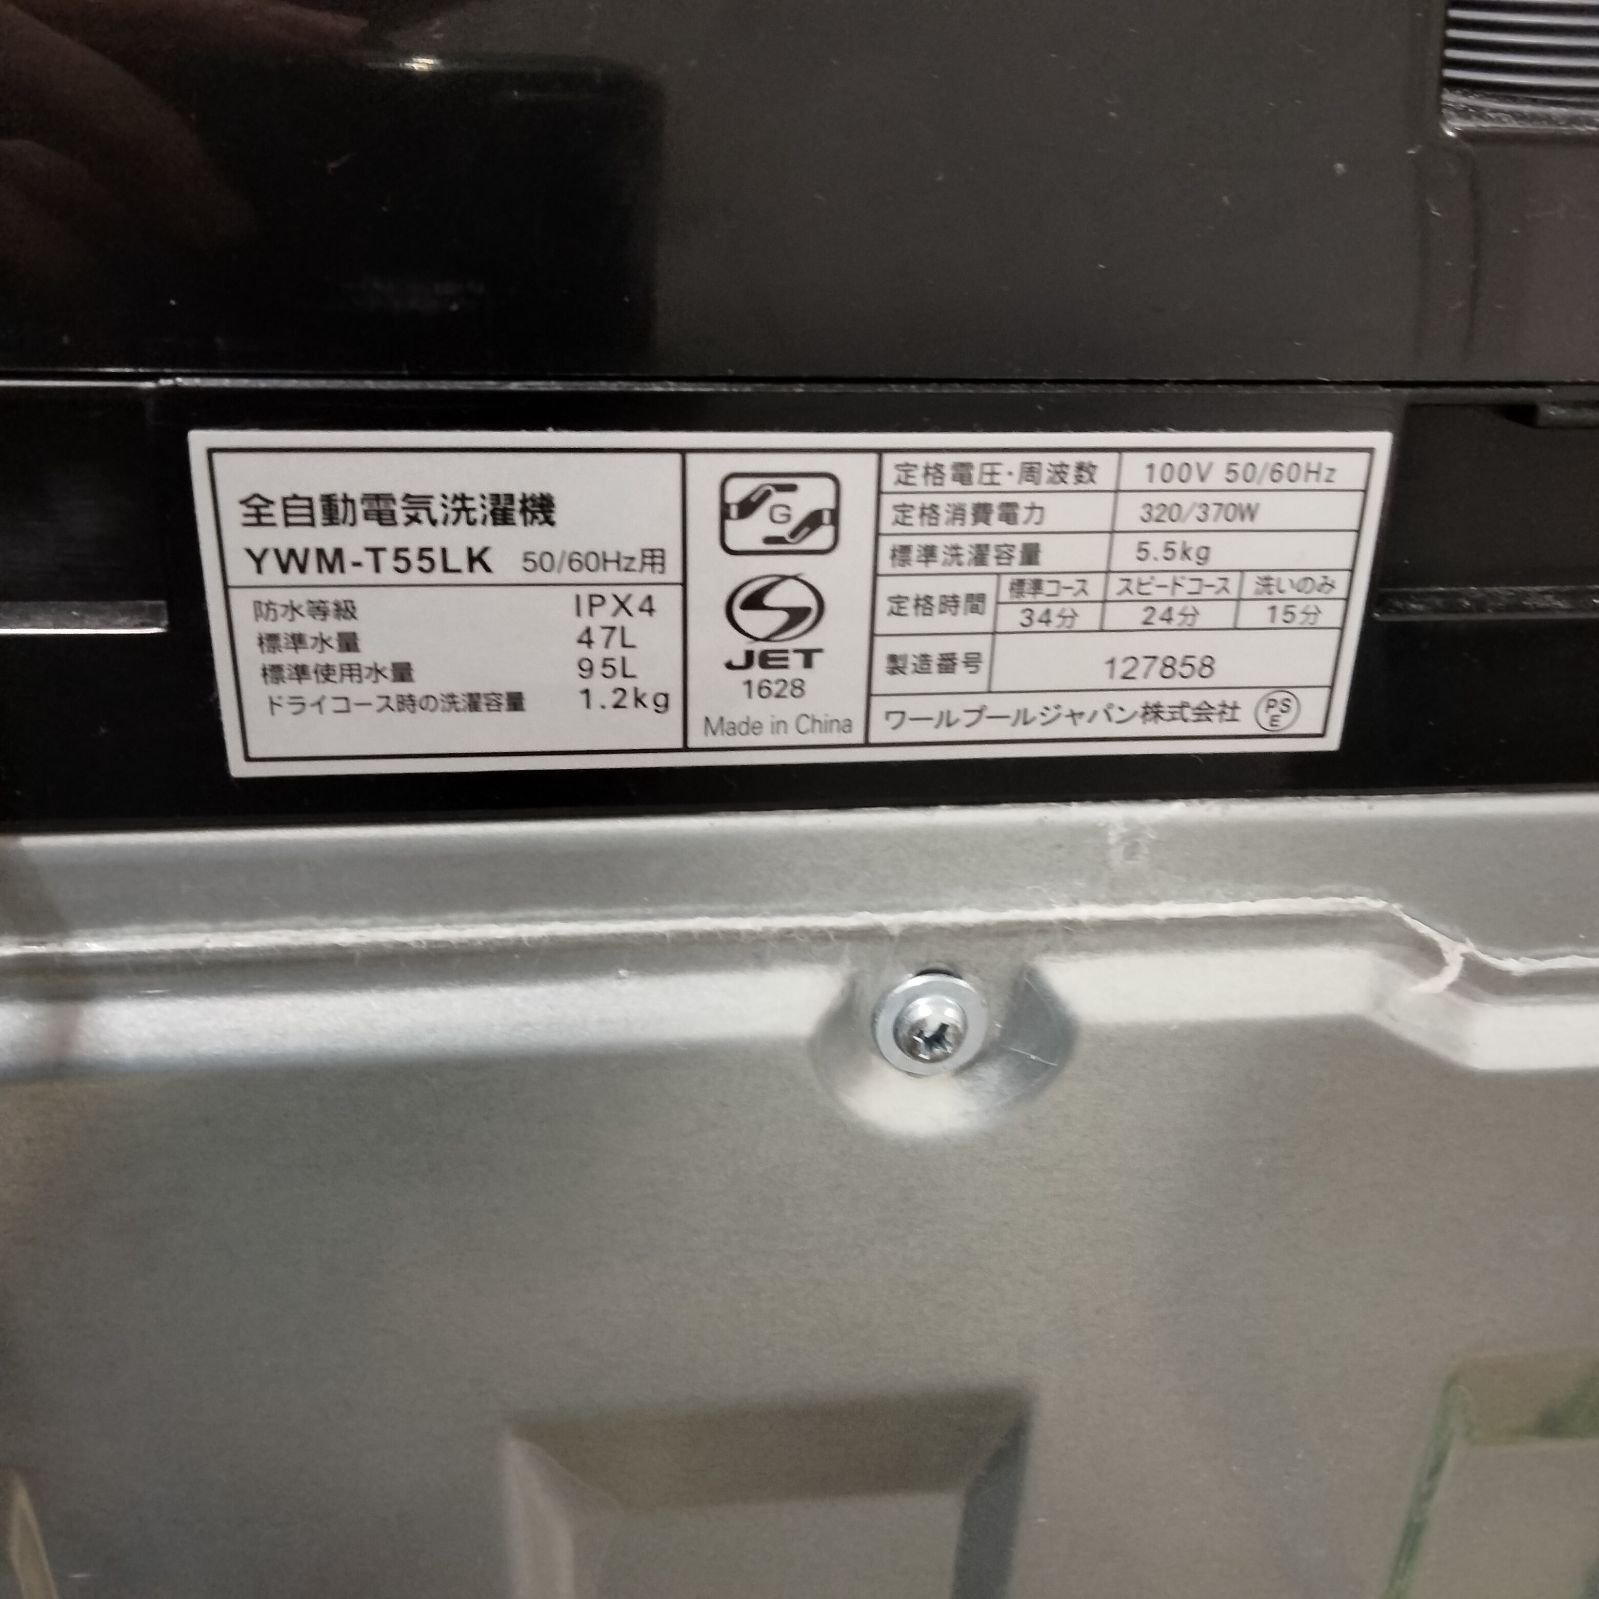 全自動電気洗濯機
YWM-T55LK 50/60Hz用
防水等級 IPX4
標準水量 47L
標準使用水量 95L
ドライコース時の洗濯容量 1.2kg
G
S
JET
1628
Made in China
定格電圧・周波数 100V 50/60Hz
定格消費電力 320/370W
標準洗濯容量 5.5kg
定格時間 標準コース スピードコース 洗いのみ
34分 24分 15分
製造番号 127858
ワールプールジャパン株式会社 PSE